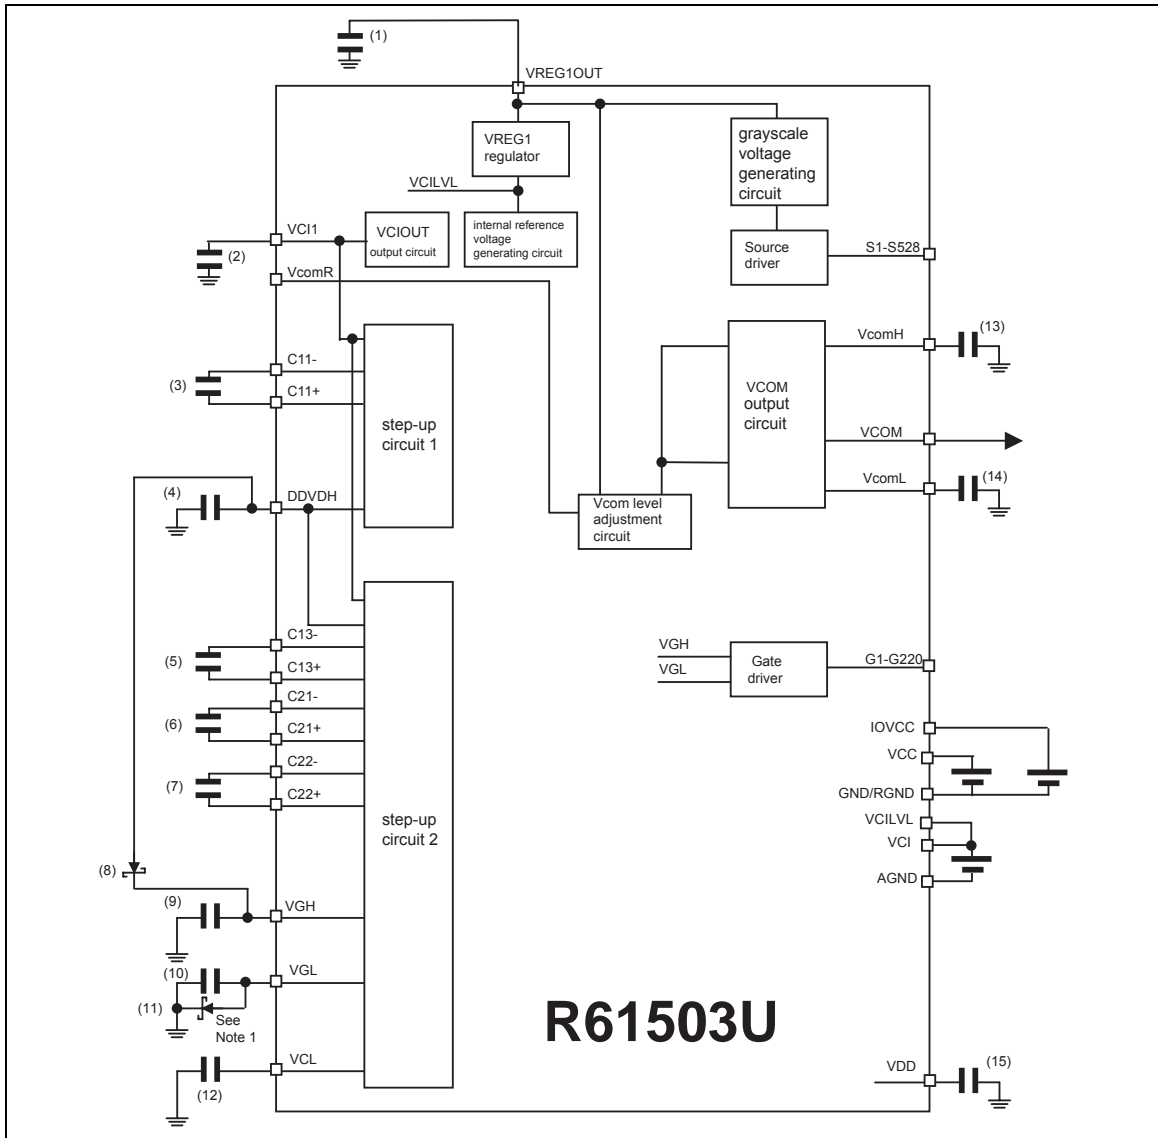 (1)
VREG1OUT
VREG1
regulator
grayscale
voltage
generating
circuit
VCILVL
VCI1
VCIOUT
output circuit
internal reference
voltage
generating circuit
(2)
Source
driver
S1-S528
VcomR
VcomH
(13)
C11-
(3)
C11+
VCOM
output
circuit
step-up
circuit 1
VCOM
VcomL
(14)
(4)
DDVDH
Vcom level
adjustment
circuit
C13-
(5)
C13+
VGH
VGL
Gate
driver
G1-G220
C21-
(6)
C21+
IOVCC
VCC
C22-
(7)
C22+
GND/RGND
step-up
circuit 2
VCILVL
VCI
(8)
AGND
(9)
VGH
(10)
VGL
(11)
See
Note 1
R61503U
VCL
(12)
VDD
(15)